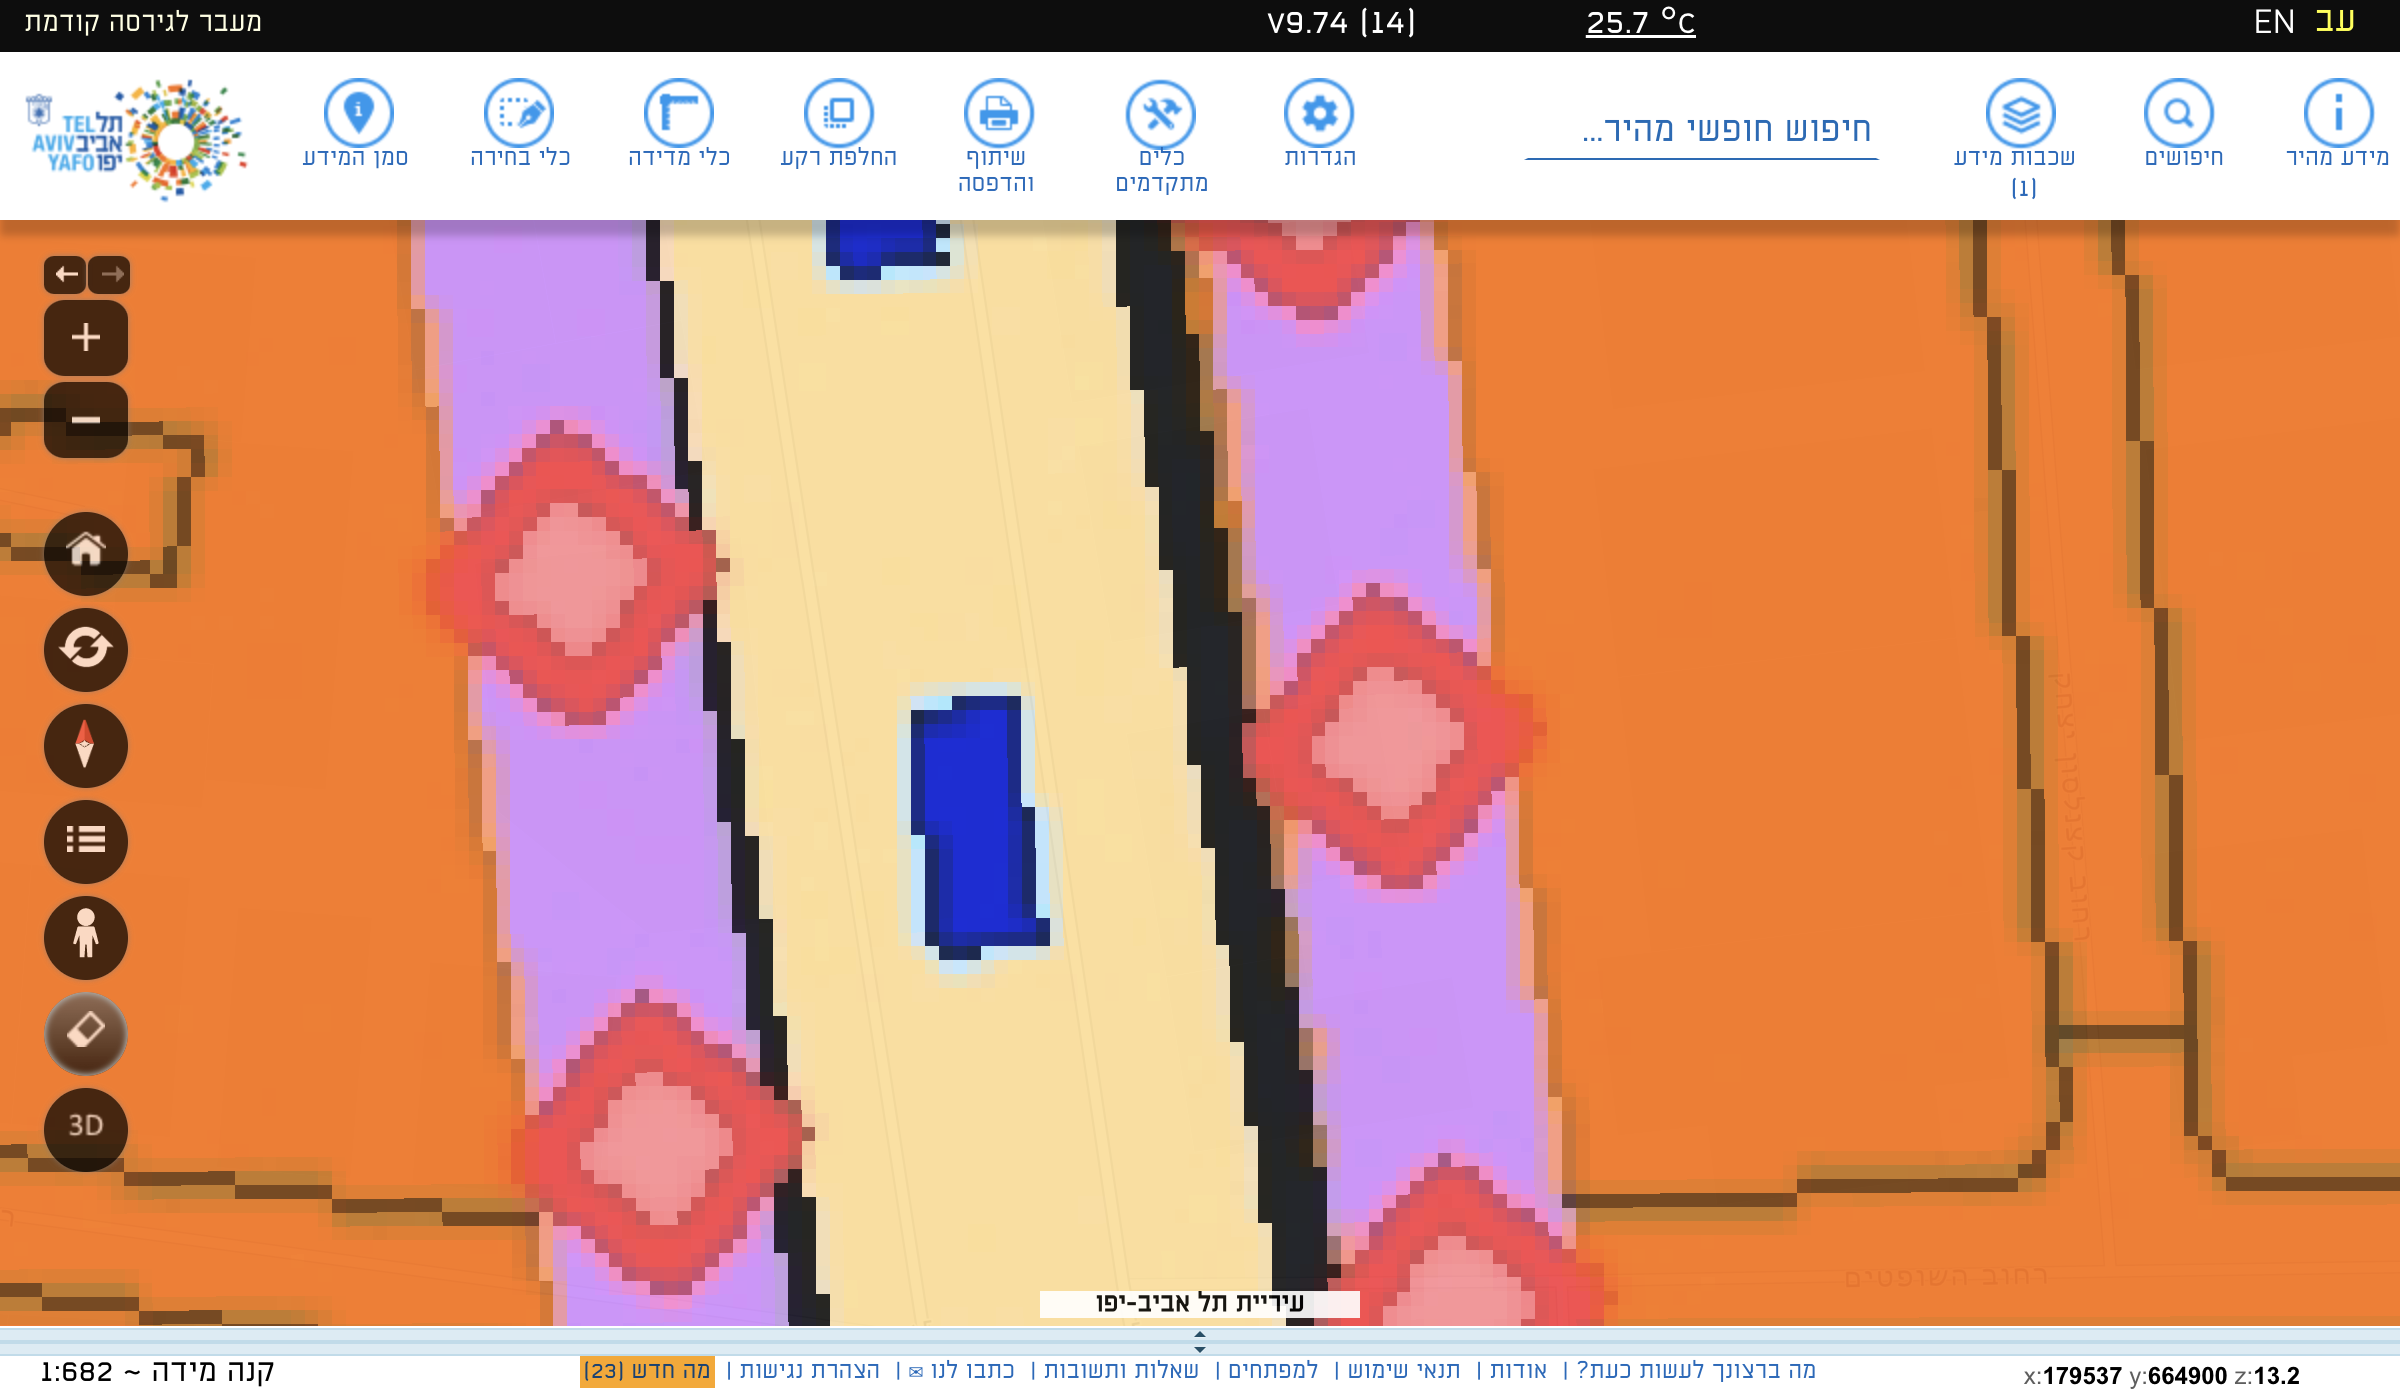 עב EN
25.7 °C
V9.74 (14)
מעבר לגירסה קודמת
מידע מהיר
חיפושים
שכבות מידע
(1)
חיפוש חופשי מהיר...
הגדרות
כלים
מתקדמים
שיתוף
והדפסה
החלפת רקע
כלי מדידה
כלי בחירה
סמן המידע
TEL תל
AVIV אביב
YAFO יפו
3D
רחוב השופטים
עיריית תל אביב-יפו
מה ברצונך לעשות כעת? | אודות | תנאי שימוש | למפתחים | שאלות ותשובות | כתבו לנו ✉ | הצהרת נגישות | מה חדש (23)
קנה מידה ~ 1:682
x:179537 y:664900 z:13.2